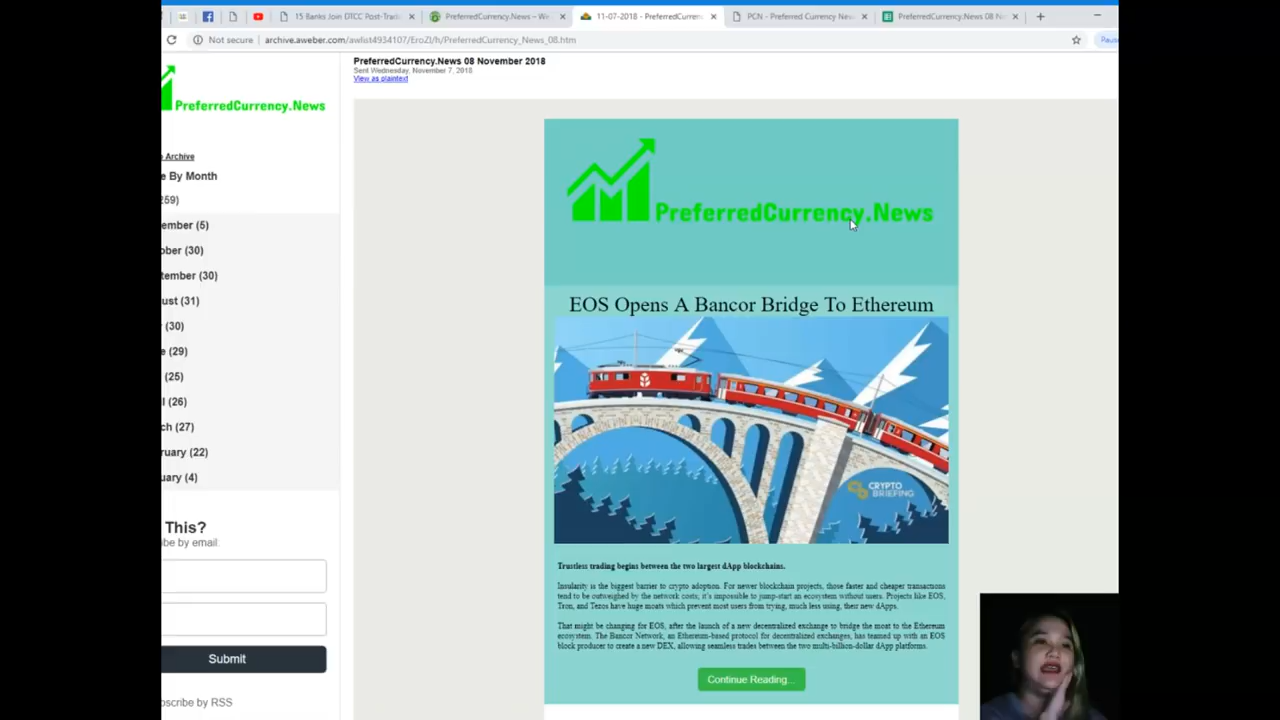 15 Banks Join DTCC Post-Tradi
PreferredCurrency.News – We
11-07-2018 - PreferredCurrenc
PCN - Preferred Currency New
PreferredCurrency.News 08 N
Not secure
archive.aweber.com/awlist4934107/EroZI/h/PreferredCurrency_News_08.htm
Paus
PreferredCurrency.News 08 November 2018
Sent Wednesday, November 7, 2018
View as plaintext
PreferredCurrency.News
Archive
e By Month
259)
ember (5)
ober (30)
tember (30)
ust (31)
(30)
e (29)
(25)
il (26)
ch (27)
ruary (22)
uary (4)
This?
ibe by email.
Submit
bscribe by RSS
PreferredCurrency.News
EOS Opens A Bancor Bridge To Ethereum
CRYPTO
BRIEFING
Trustless trading begins between the two largest dApp blockchains.
Insularity is the biggest barrier to crypto adoption. For newer blockchain projects, those faster and cheaper transactions
tend to be outweighed by the network costs; it's impossible to jump-start an ecosystem without users. Projects like EOS,
Tron, and Tezos have huge moats which prevent most users from trying, much less using, their new dApps.
That might be changing for EOS, after the launch of a new decentralized exchange to bridge the moat to the Ethereum
ecosystem. The Bancor Network, an Ethereum-based protocol for decentralized exchanges, has teamed up with an EOS
block producer to create a new DEX, allowing seamless trades between the two multi-billion-dollar dApp platforms.
Continue Reading...